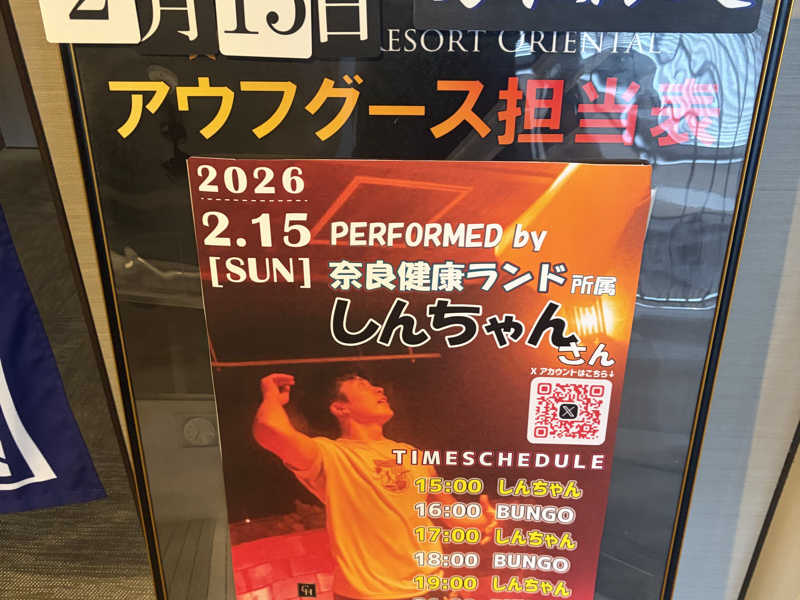 2月15日
RESORT ORIENTAL
アウフグース担当表
2026
2.15
[SUN]
PERFORMED by
奈良健康ランド所属
しんちゃん
さん
X アカウントはこちら↓
TIMESCHEDULE
15:00 しんちゃん
16:00 BUNGO
17:00 しんちゃん
18:00 BUNGO
19:00 しんちゃん